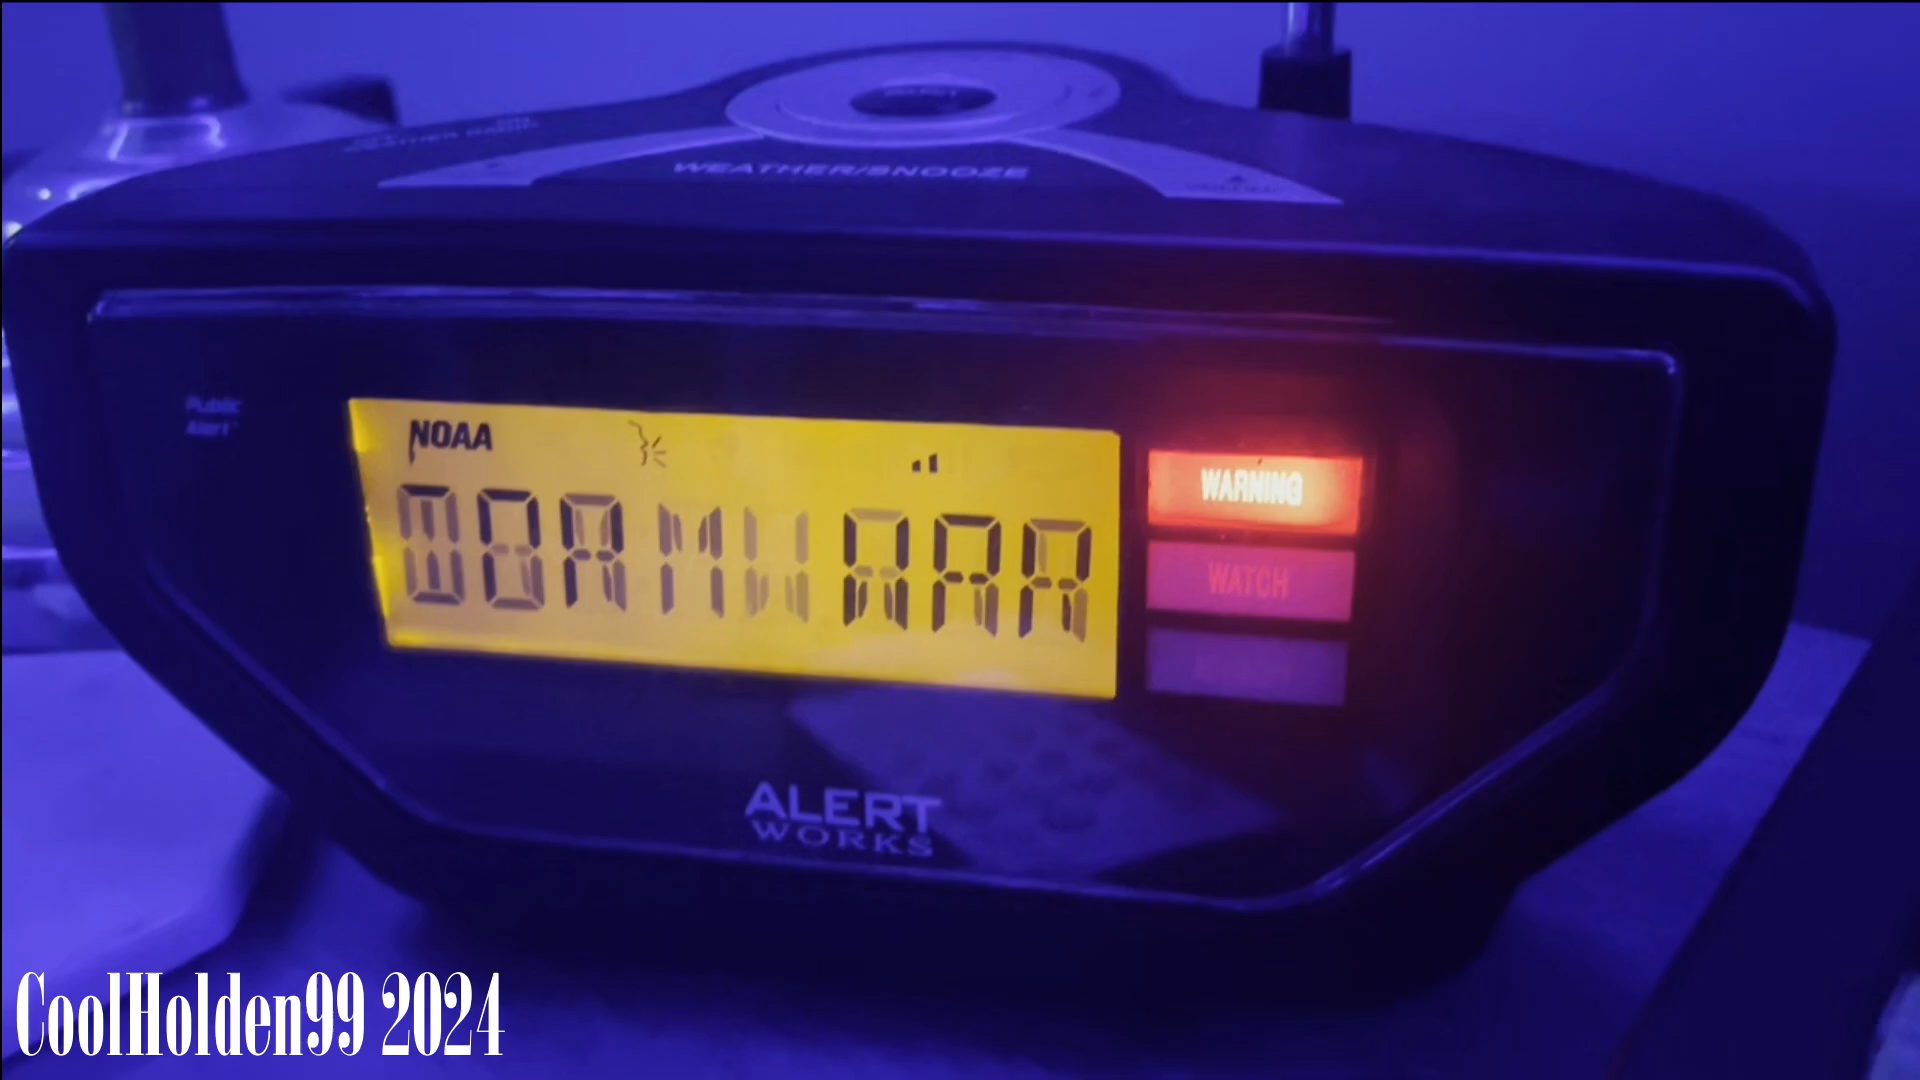 WEATHER/SNOOZE
Public
Alert
NOAA
WARNING
WATCH
ALERT
WORKS
CoolHolden99 2024